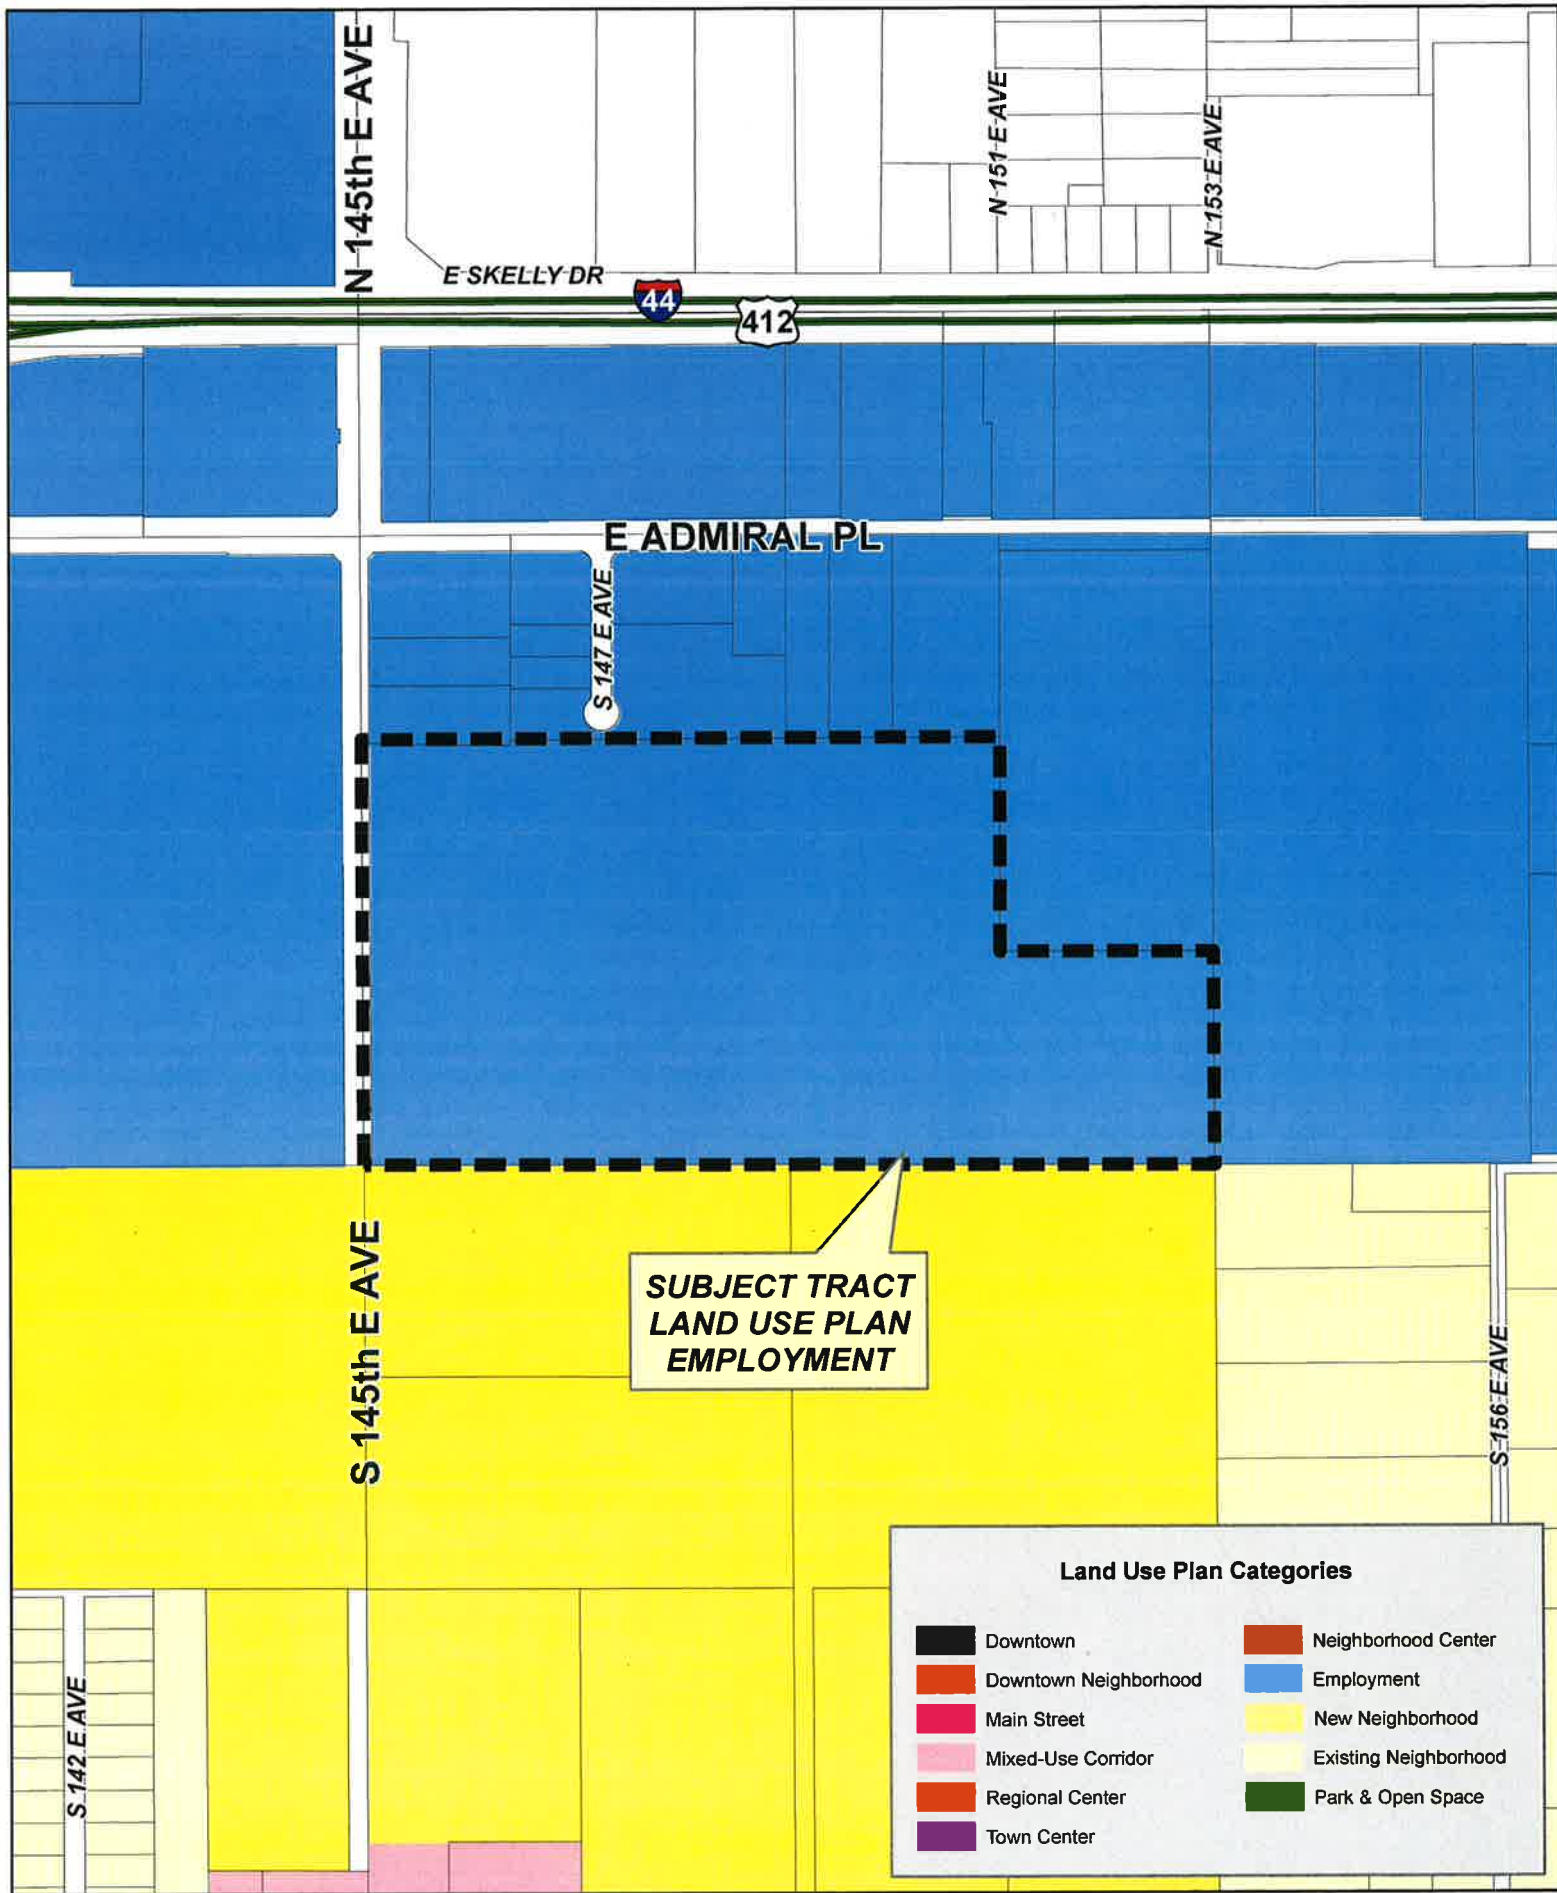 N 145th E AVE
N 151 E AVE
N 153 E AVE
E SKELLY DR
44
412
E ADMIRAL PL
S 147 E AVE
SUBJECT TRACT
LAND USE PLAN
EMPLOYMENT
S 145th E AVE
S 156 E AVE
S 142 E AVE
Land Use Plan Categories
Downtown
Downtown Neighborhood
Main Street
Mixed-Use Corridor
Regional Center
Town Center
Neighborhood Center
Employment
New Neighborhood
Existing Neighborhood
Park & Open Space